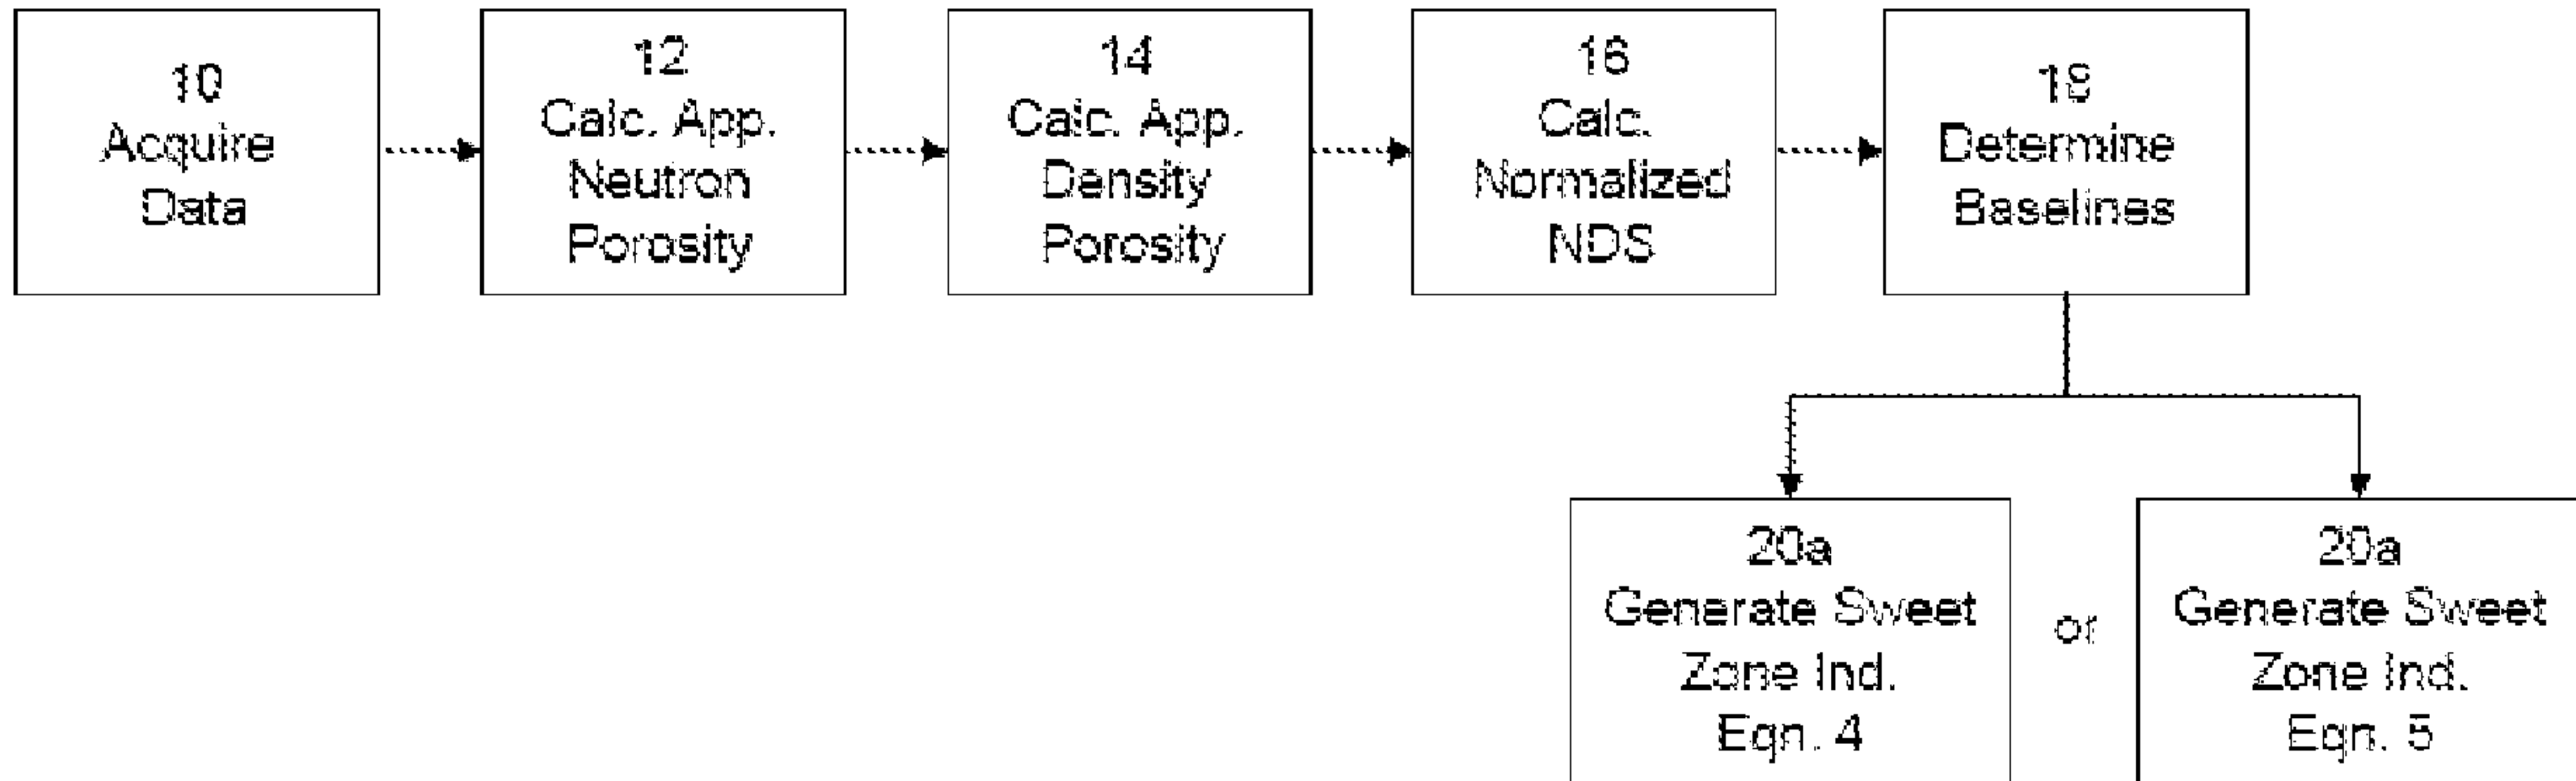 10
Acquire
Data
12
Calc. App.
Neutron
Porosity
14
Calc. App.
Density
Porosity
16
Calc.
Normalized
NDS
18
Determine
Baselines
20a
Generate Sweet
Zone Ind.
Eqn. 4
or
20a
Generate Sweet
Zone Ind.
Eqn. 5